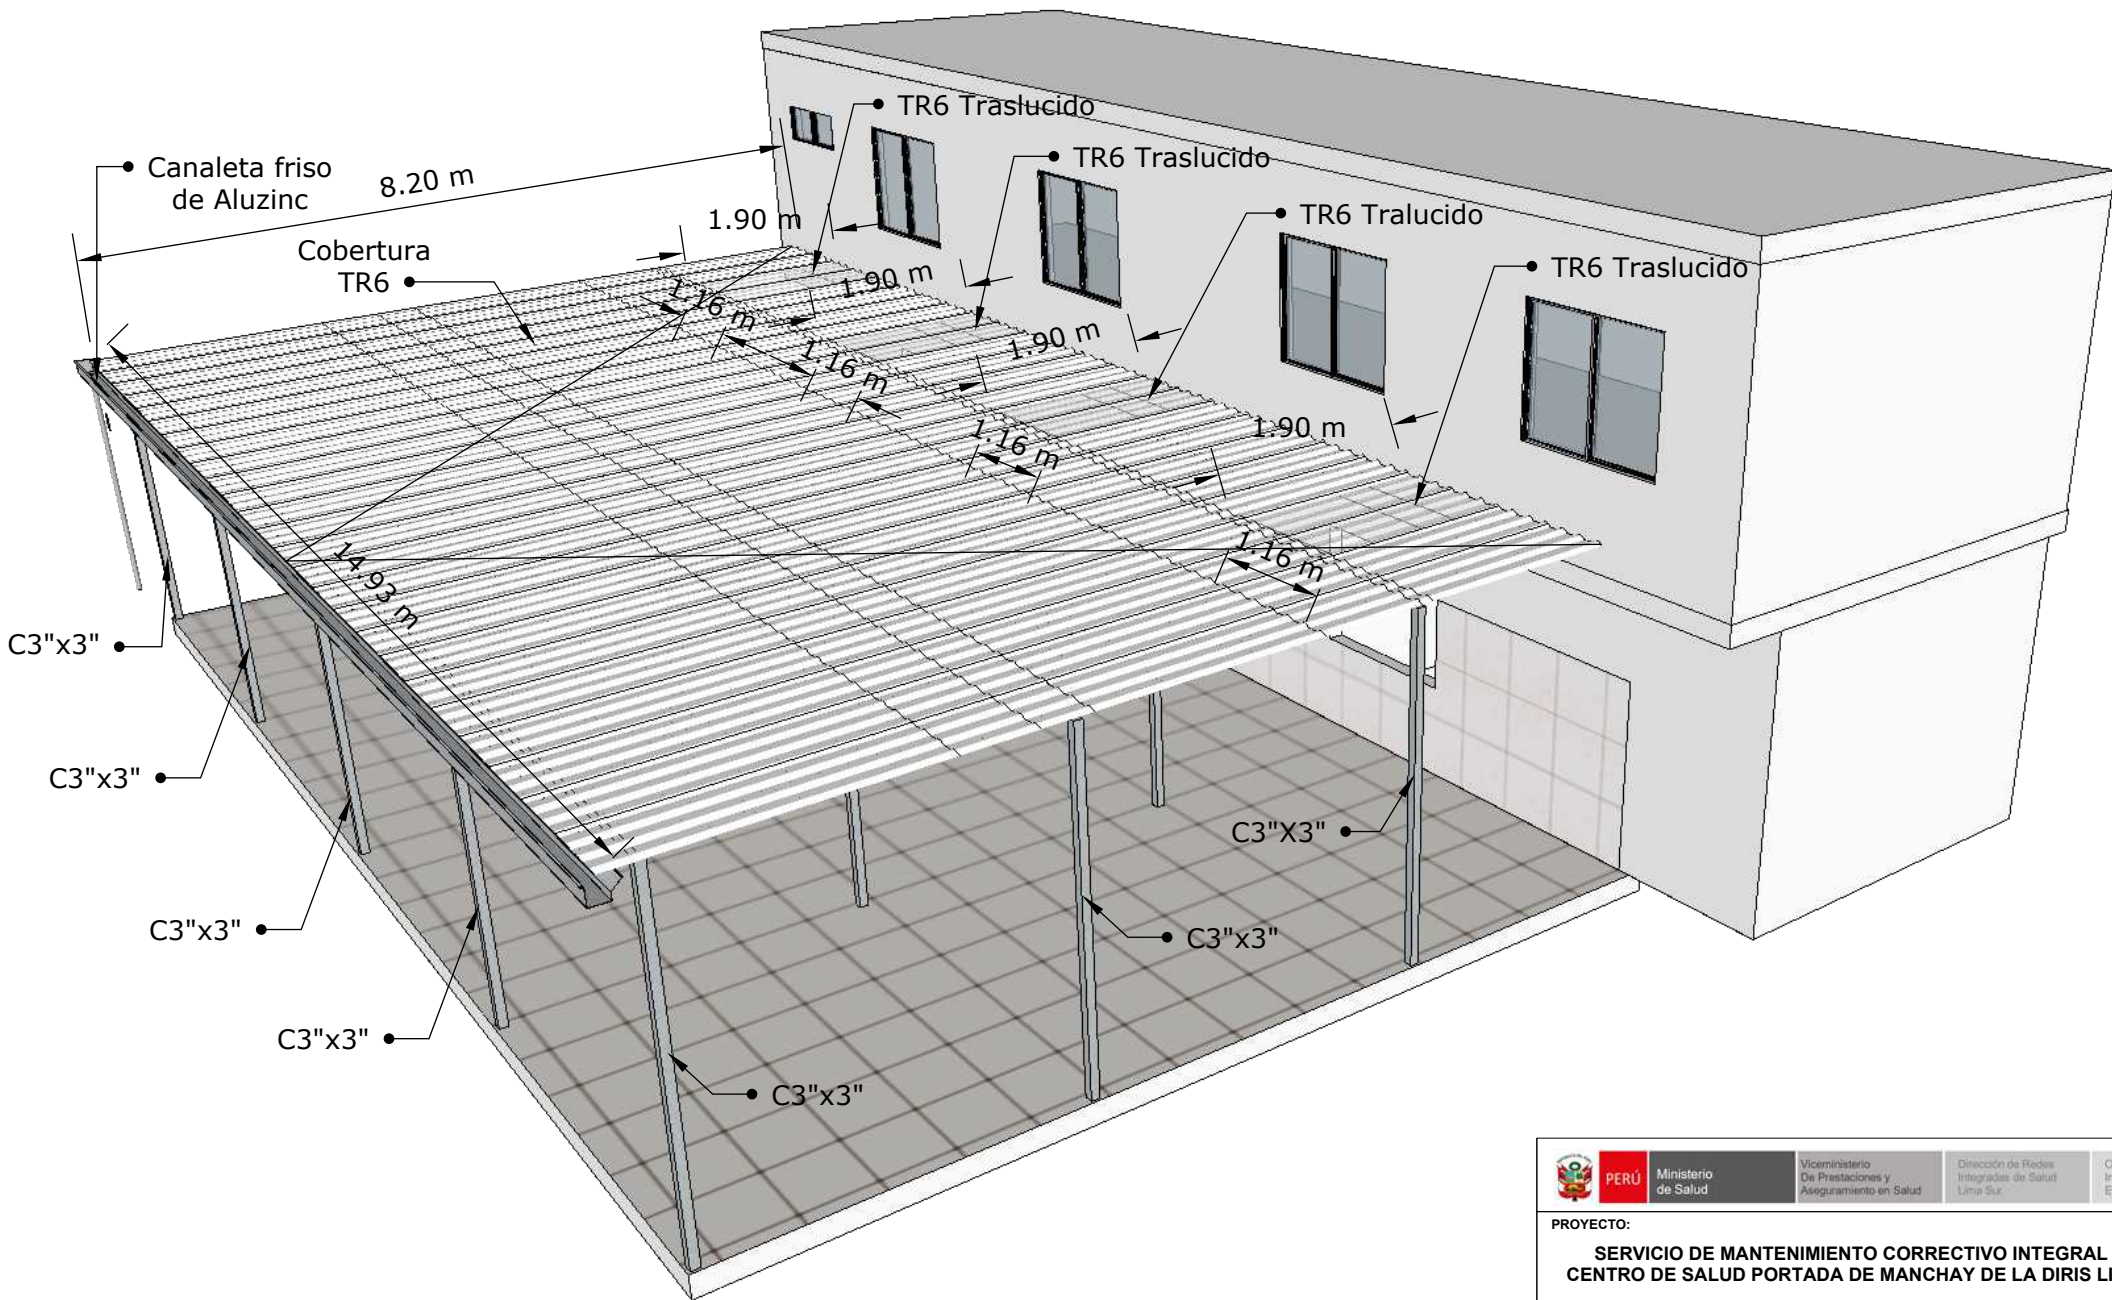 TR6 Traslucido
TR6 Traslucido
Canaleta friso
de Aluzinc
8.20 m
TR6 Tralucido
1.90 m
Cobertura
TR6
TR6 Traslucido
1.90 m
1.16 m
1.90 m
1.16 m
1.90 m
1.16 m
1.16 m
14.93 m
C3"x3"
C3"x3"
C3"X3"
C3"x3"
C3"x3"
C3"x3"
C3"x3"
PERÚ
Ministerio
de Salud
Viceministerio
De Prestaciones y
Aseguramiento en Salud
Dirección de Redes
Integradas de Salud
Lima Sur
PROYECTO:
SERVICIO DE MANTENIMIENTO CORRECTIVO INTEGRAL
CENTRO DE SALUD PORTADA DE MANCHAY DE LA DIRIS